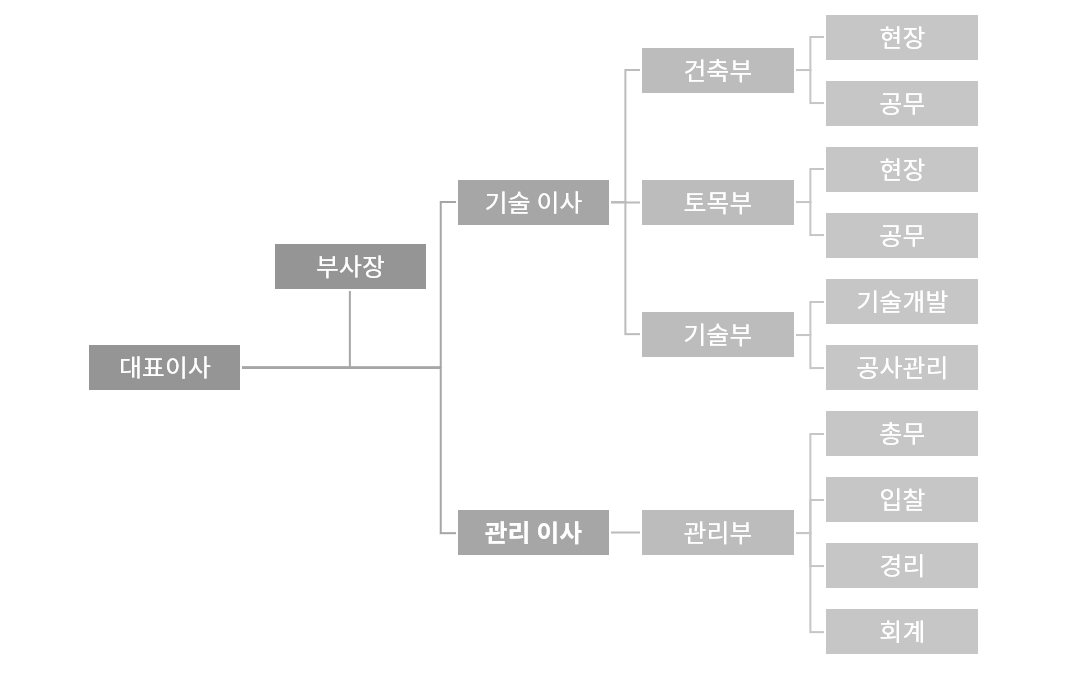 대표이사
부사장
기술 이사
건축부
현장
공무
토목부
현장
공무
기술부
기술개발
공사관리
관리 이사
관리부
총무
입찰
경리
회계